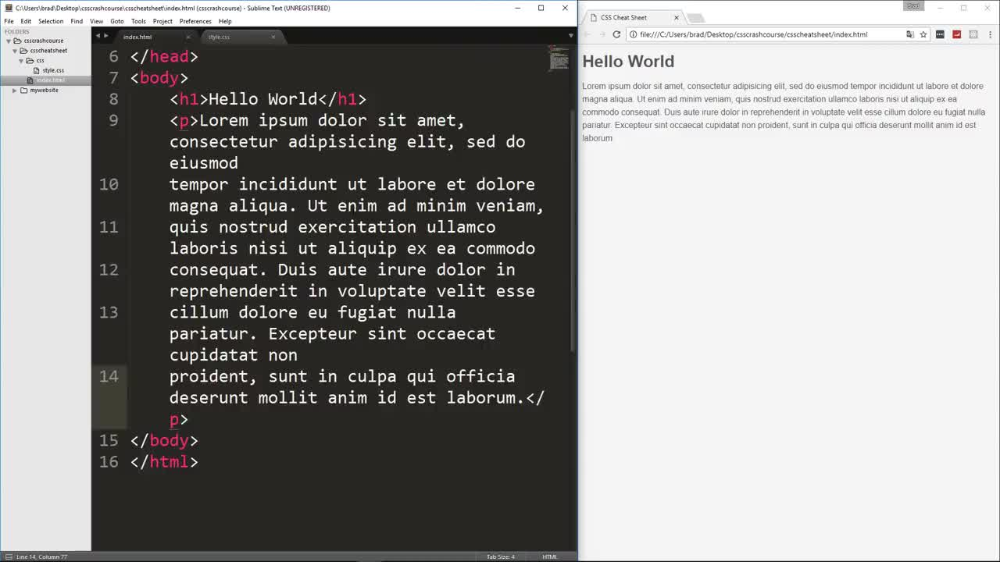 C:\Users\brad\Desktop\csscrashcourse\csscheatsheet\index.html (csscrashcourse) - Sublime Text (UNREGISTERED)
File Edit Selection Find View Goto Tools Project Preferences Help
FOLDERS
csscrashcourse
csscheatsheet
css
style.css
index.html
mywebsite
index.html
style.css
6 </head>
7 <body>
8 <h1>Hello World</h1>
9 <p>Lorem ipsum dolor sit amet,
consectetur adipisicing elit, sed do
eiusmod
10 tempor incididunt ut labore et dolore
magna aliqua. Ut enim ad minim veniam,
11 quis nostrud exercitation ullamco
laboris nisi ut aliquip ex ea commodo
12 consequat. Duis aute irure dolor in
reprehenderit in voluptate velit esse
13 cillum dolore eu fugiat nulla
pariatur. Excepteur sint occaecat
cupidatat non
14 proident, sunt in culpa qui officia
deserunt mollit anim id est laborum.</
p>
15 </body>
16 </html>
Line 14, Column 77
Tab Size: 4
HTML
Brad
CSS Cheat Sheet
file:///C:/Users/brad/Desktop/csscrashcourse/csscheatsheet/index.html
Hello World
Lorem ipsum dolor sit amet, consectetur adipisicing elit, sed do eiusmod tempor incididunt ut labore et dolore
magna aliqua. Ut enim ad minim veniam, quis nostrud exercitation ullamco laboris nisi ut aliquip ex ea
commodo consequat. Duis aute irure dolor in reprehenderit in voluptate velit esse cillum dolore eu fugiat nulla
pariatur. Excepteur sint occaecat cupidatat non proident, sunt in culpa qui officia deserunt mollit anim id est
laborum